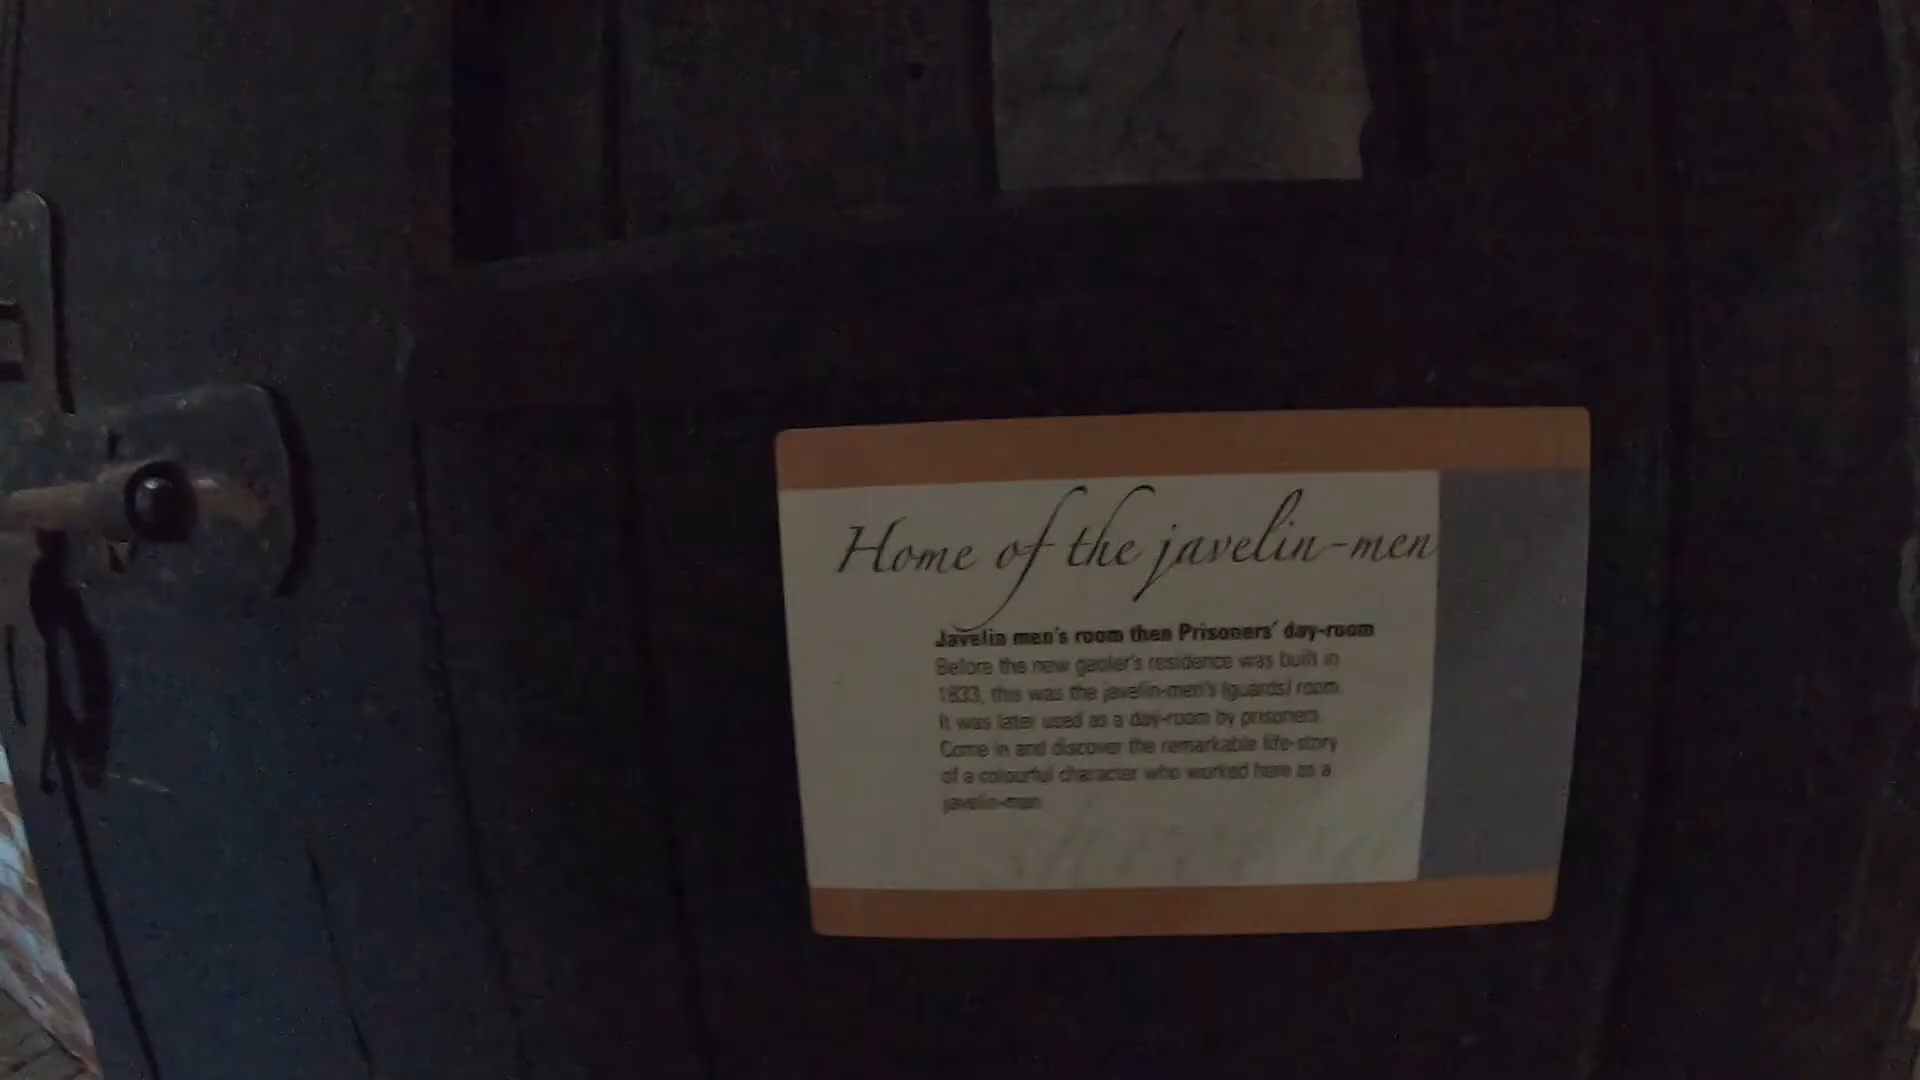 Home of the javelin-men
Javelin men's room then Prisoners' day-room
Before the new gaoler's residence was built in
1833, this was the javelin-men's (guards) room.
It was later used as a day-room by prisoners.
Come in and discover the remarkable life-story
of a colourful character who worked here as a
javelin-man.